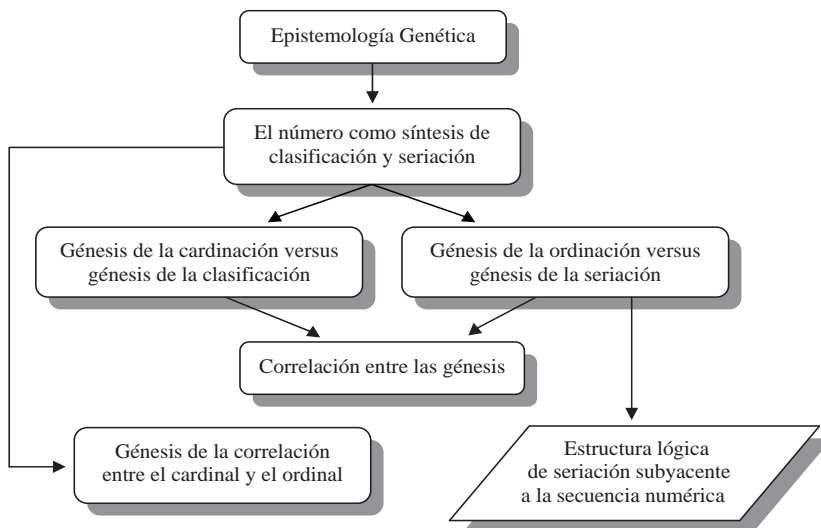 Epistemología Genética
El número como síntesis de
clasificación y seriación
Génesis de la cardinación versus
génesis de la clasificación
Génesis de la ordinación versus
génesis de la seriación
Correlación entre las génesis
Génesis de la correlación
entre el cardinal y el ordinal
Estructura lógica
de seriación subyacente
a la secuencia numérica